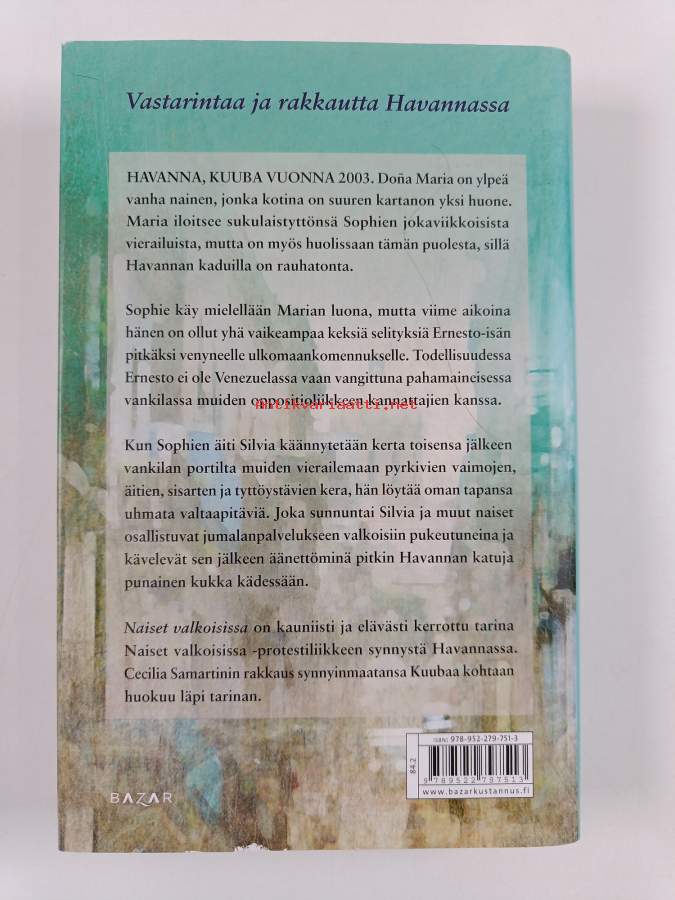 Vastarintaa ja rakkautta Havannassa
HAVANNA, KUUBA VUONNA 2003. Doña Maria on ylpeä
vanha nainen, jonka kotina on suuren kartanon yksi huone.
Maria iloitsee sukulaistyttönsä Sophien jokaviikkoisista
vierailuista, mutta on myös huolissaan tämän puolesta, sillä
Havannan kaduilla on rauhatonta.
Sophie käy mielellään Marian luona, mutta viime aikoina
hänen on ollut yhä vaikeampaa keksiä selityksiä Ernesto-isän
pitkäksi venyneelle ulkomaankomennukselle. Todellisuudessa
Ernesto ei ole Venezuelassa vaan vangittuna pahamaineisessa
vankilassa muiden oppositioliikkeen kannattajien kanssa.
Antikvariaatti.net
Kun Sophien äiti Silvia käännytetään kerta toisensa jälkeen
vankilan portilta muiden vierailemaan pyrkivien vaimojen,
äitien, sisarten ja tyttöystävien kera, hän löytää oman tapansa
uhmata valtaapitäviä. Joka sunnuntai Silvia ja muut naiset
osallistuvat jumalanpalvelukseen valkoisiin pukeutuneina ja
kävelevät sen jälkeen äänettöminä pitkin Havannan katuja
punainen kukka kädessään.
Naiset valkoisissa on kauniisti ja elävästi kerrottu tarina
Naiset valkoisissa -protestiliikkeen synnystä Havannassa.
Cecilia Samartinin rakkaus synnyinmaatansa Kuubaa kohtaan
huokuu läpi tarinan.
ISBN: 978-952-279-751-3
84.2
9 789522 797513
www.bazarkustannus.fi
BAZAR